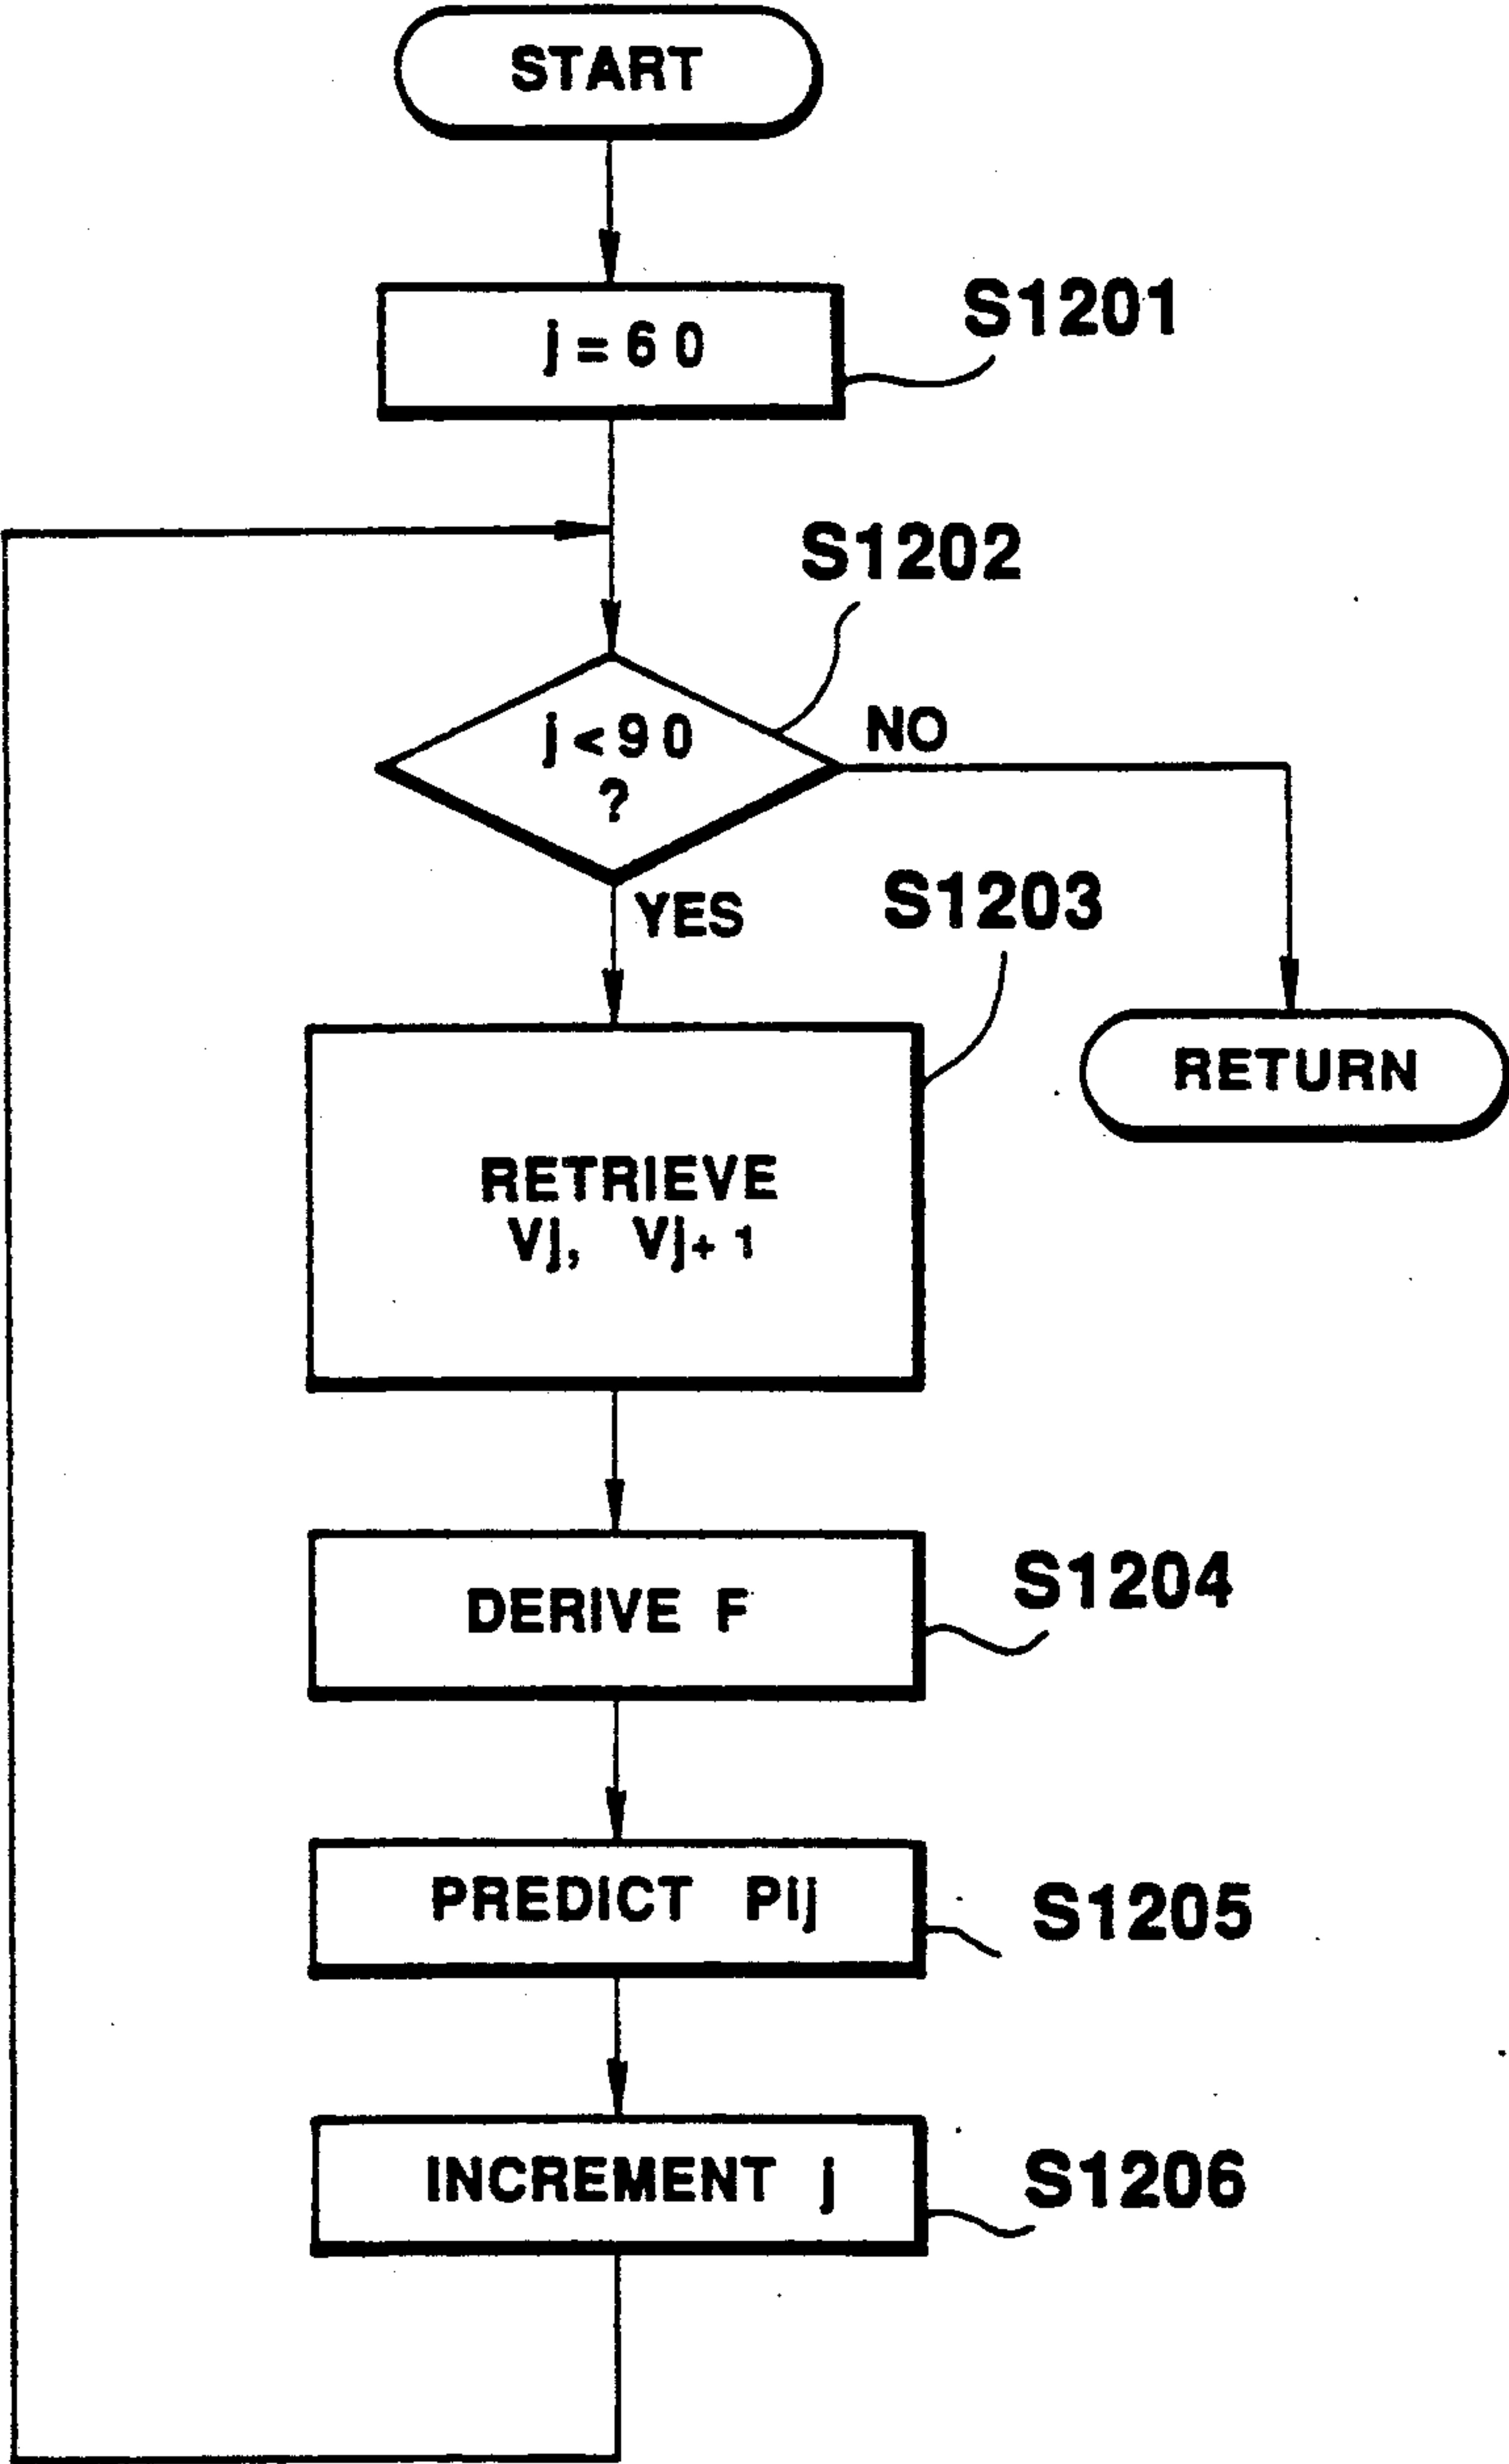 START
S1201
j=60
S1202
j<90
?
NO
YES
S1203
RETURN
RETRIEVE
Vj, Vj+1
S1204
DERIVE F
PREDICT Pij
S1205
INCREMENT j
S1206